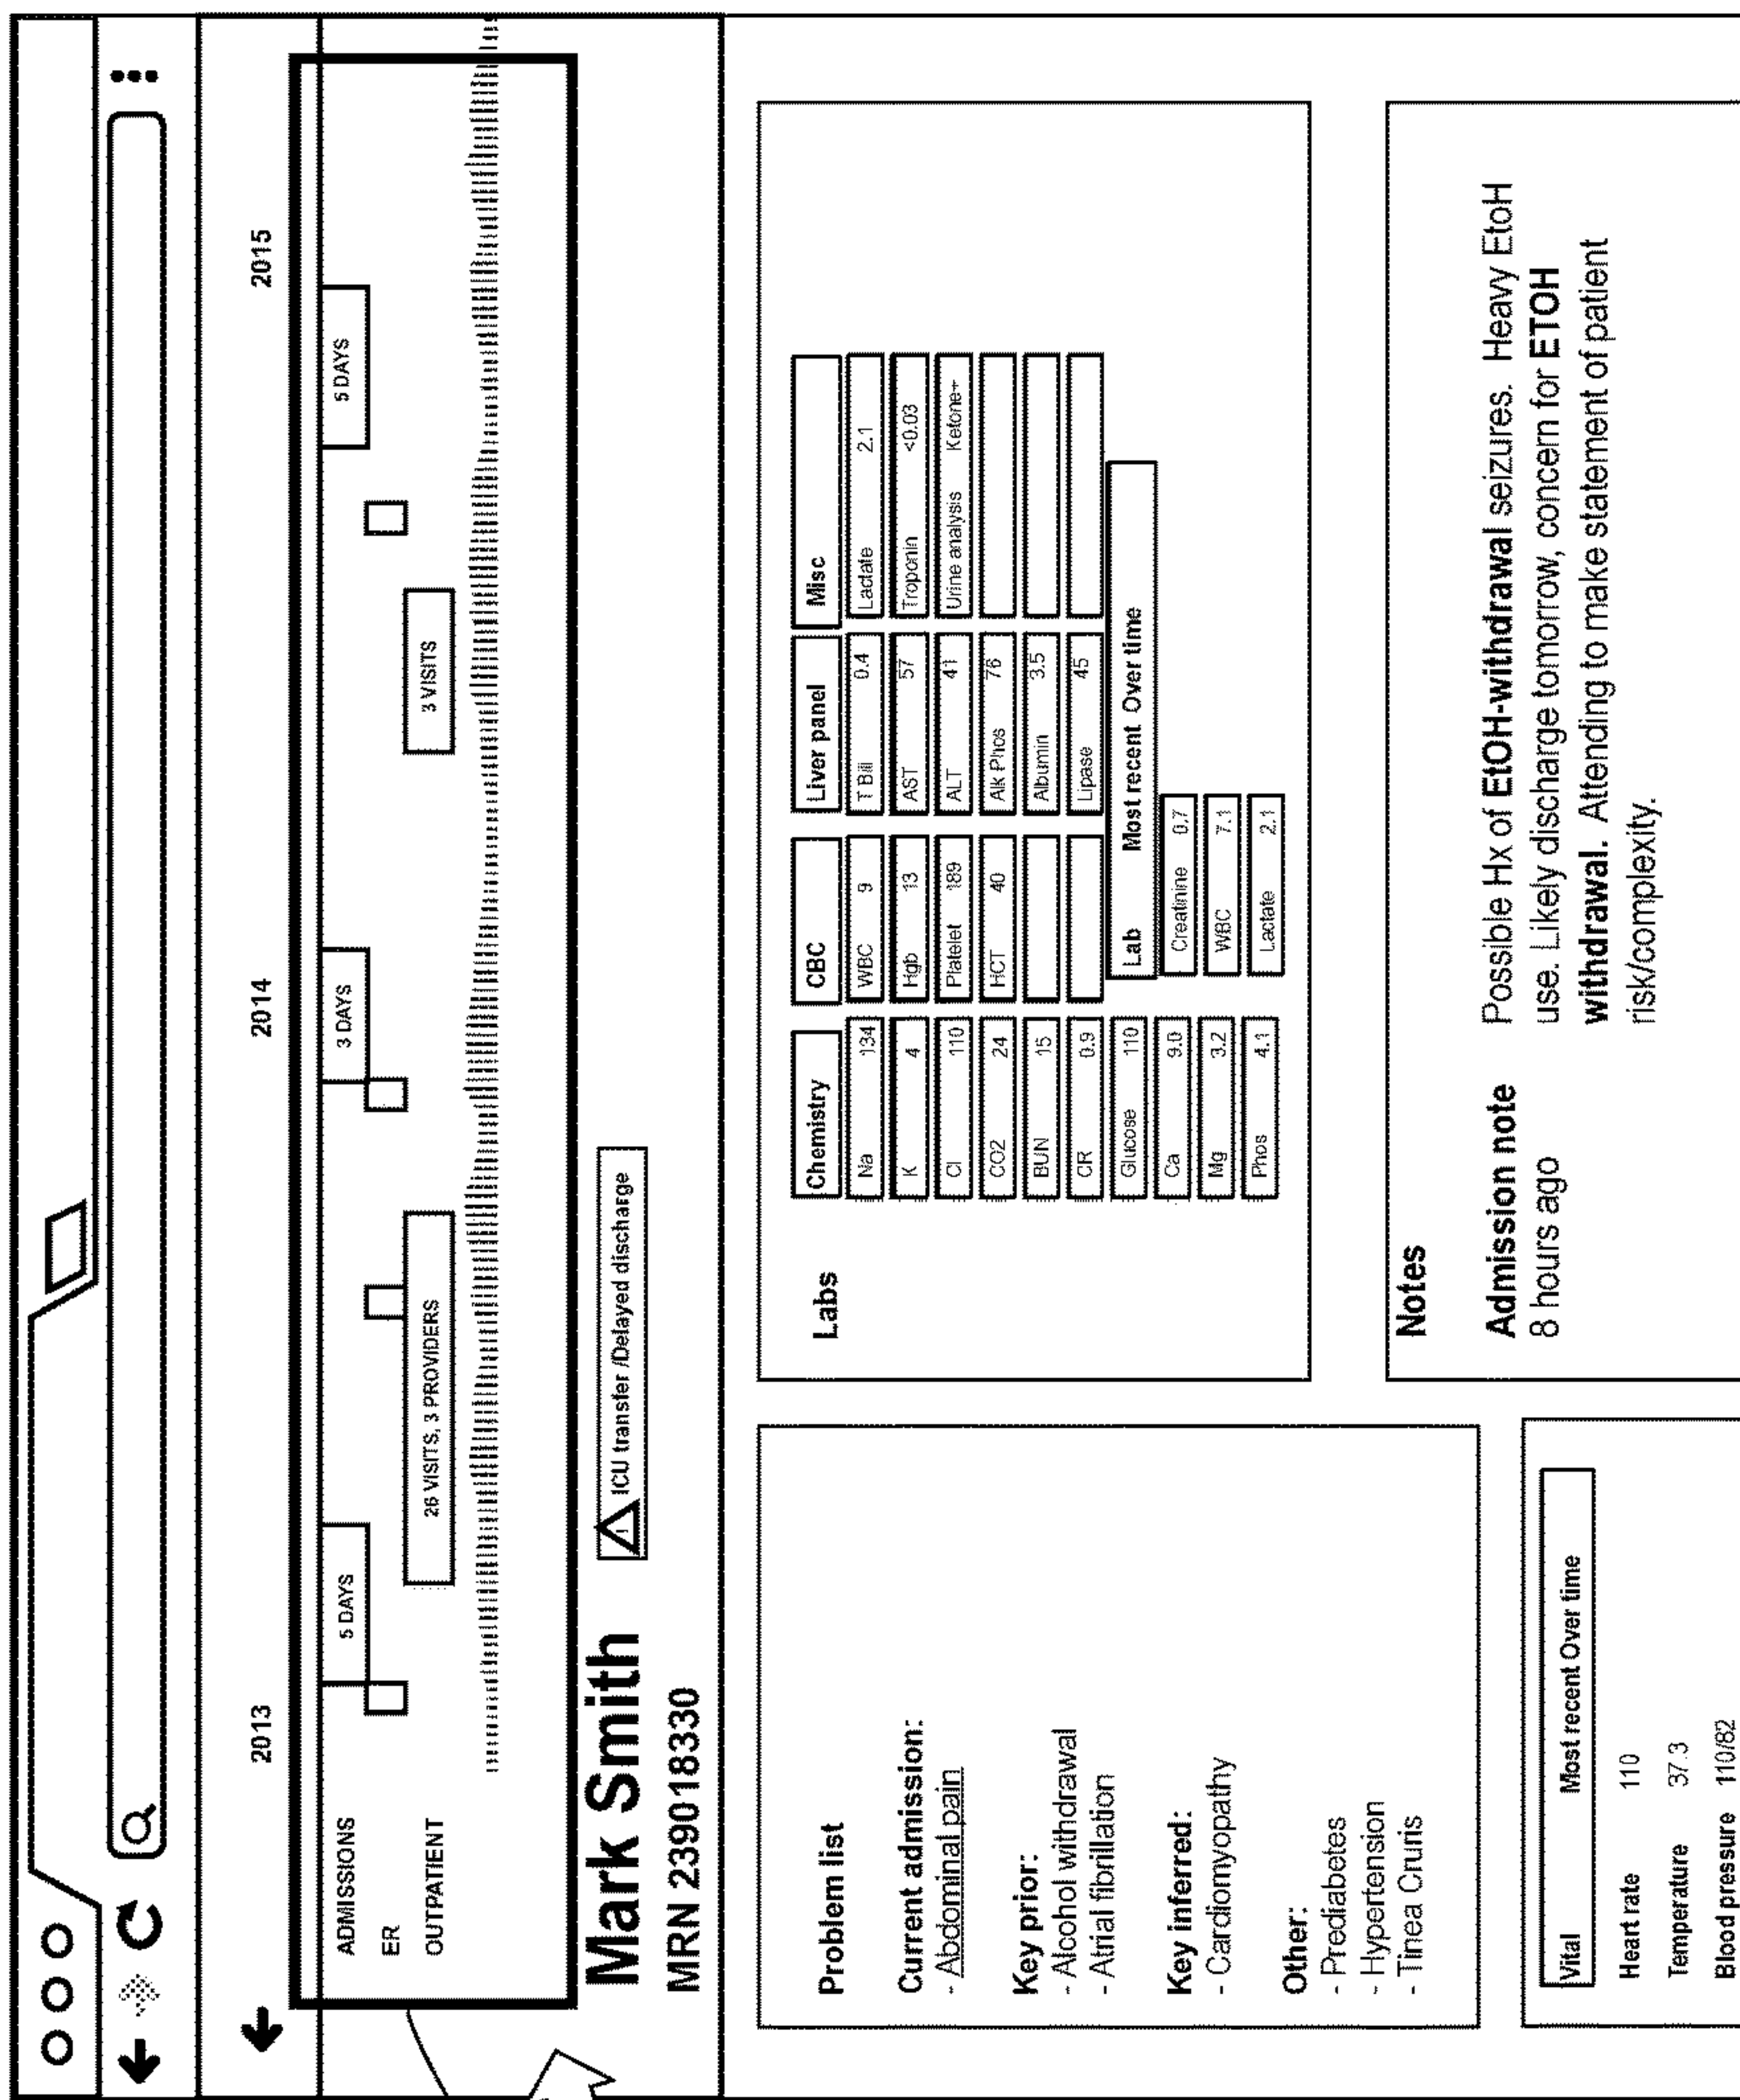 2013 2014 2015
ADMISSIONS 5 DAYS 3 DAYS 5 DAYS
ER
OUTPATIENT 26 VISITS, 3 PROVIDERS 3 VISITS
Mark Smith ICU transfer /Delayed discharge
MRN 239018330
Problem list
Current admission:
- Abdominal pain
Key prior:
- Alcohol withdrawal
- Atrial fibrillation
Key inferred:
- Cardiomyopathy
Other:
- Prediabetes
- Hypertension
- Tinea Cruris
Vital Most recent Over time
Heart rate 110
Temperature 37.3
Blood pressure 110/82
Labs
Chemistry CBC Liver panel Misc
Na 134 WBC 9 T Bili 0.4 Lactate 2.1
K 4 Hgb 13 AST 57 Troponin <0.03
Cl 110 Platelet 189 ALT 41 Urine analysis Ketone+
CO2 24 HCT 40 Alk Phos 76
BUN 15 Albumin 3.5
CR 0.9 Lipase 45
Glucose 110 Lab Most recent Over time
Ca 9.0 Creatinine 0.7
Mg 3.2 WBC 7.1
Phos 4.1 Lactate 2.1
Notes
Admission note Possible Hx of EtOH-withdrawal seizures. Heavy EtoH
8 hours ago use. Likely discharge tomorrow, concern for ETOH
withdrawal. Attending to make statement of patient
risk/complexity.